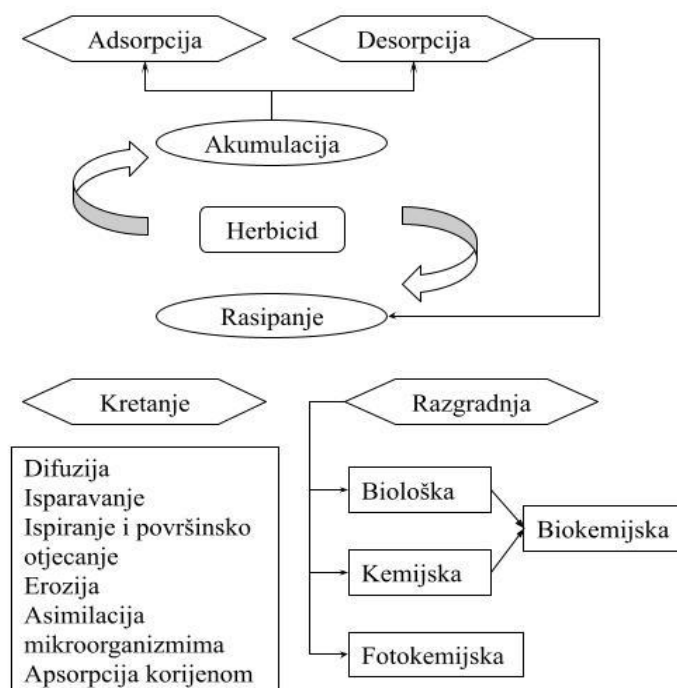 Adsorpcija
Desorpcija
Akumulacija
Herbicid
Rasipanje
Kretanje
Razgradnja
Difuzija
Isparavanje
Ispiranje i površinsko
otjecanje
Erozija
Asimilacija
mikroorganizmima
Apsorpcija korijenom
Biološka
Biokemijska
Kemijska
Fotokemijska